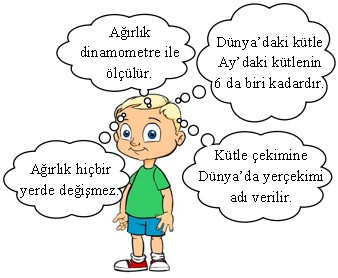 Ağırlık
dinamometre ile
ölçülür.
Dünya'daki kütle
Ay'daki kütlenin
6 da biri kadardır.
Ağırlık hiçbir
yerde değişmez.
Kütle çekimine
Dünya'da yerçekimi
adı verilir.